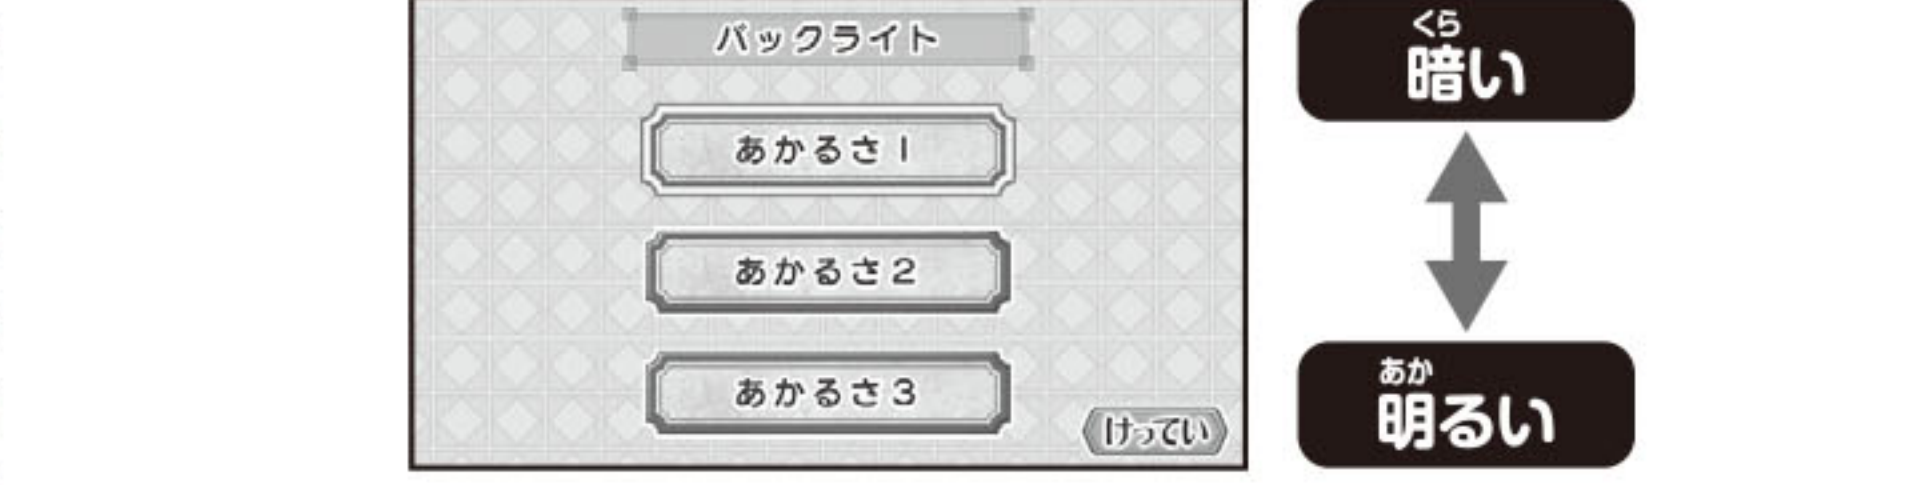 バックライト
あかるさ1
あかるさ2
あかるさ3
けってい
くら
暗い
あか
明るい